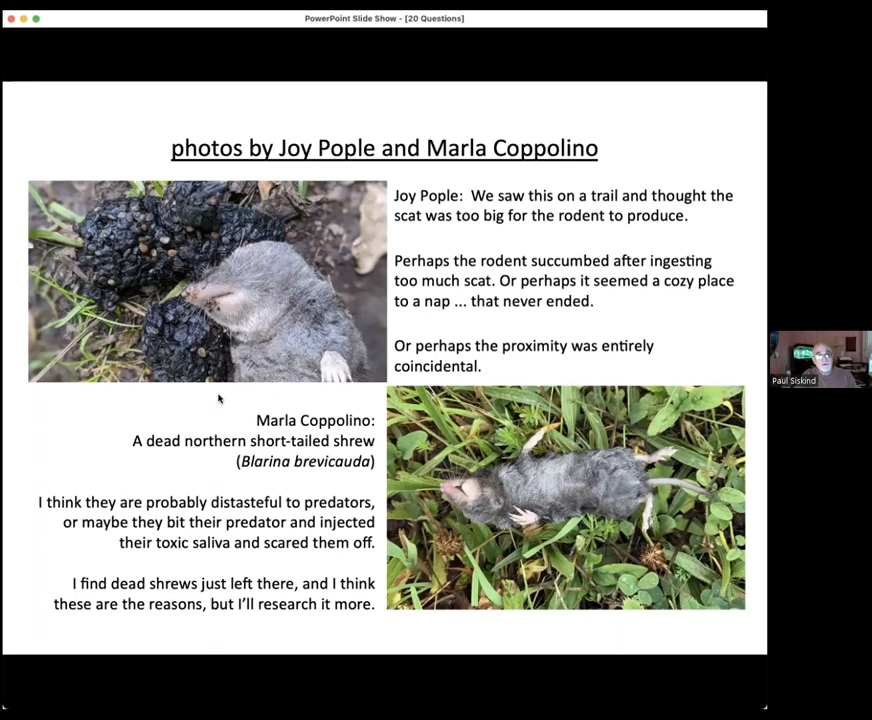 PowerPoint Slide Show - [20 Questions]
photos by Joy Pople and Marla Coppolino
Joy Pople:  We saw this on a trail and thought the
scat was too big for the rodent to produce.
Perhaps the rodent succumbed after ingesting
too much scat. Or perhaps it seemed a cozy place
to a nap ... that never ended.
Or perhaps the proximity was entirely
coincidental.
Marla Coppolino:
A dead northern short-tailed shrew
(Blarina brevicauda)
I think they are probably distasteful to predators,
or maybe they bit their predator and injected
their toxic saliva and scared them off.
I find dead shrews just left there, and I think
these are the reasons, but I’ll research it more.
Paul Siskind